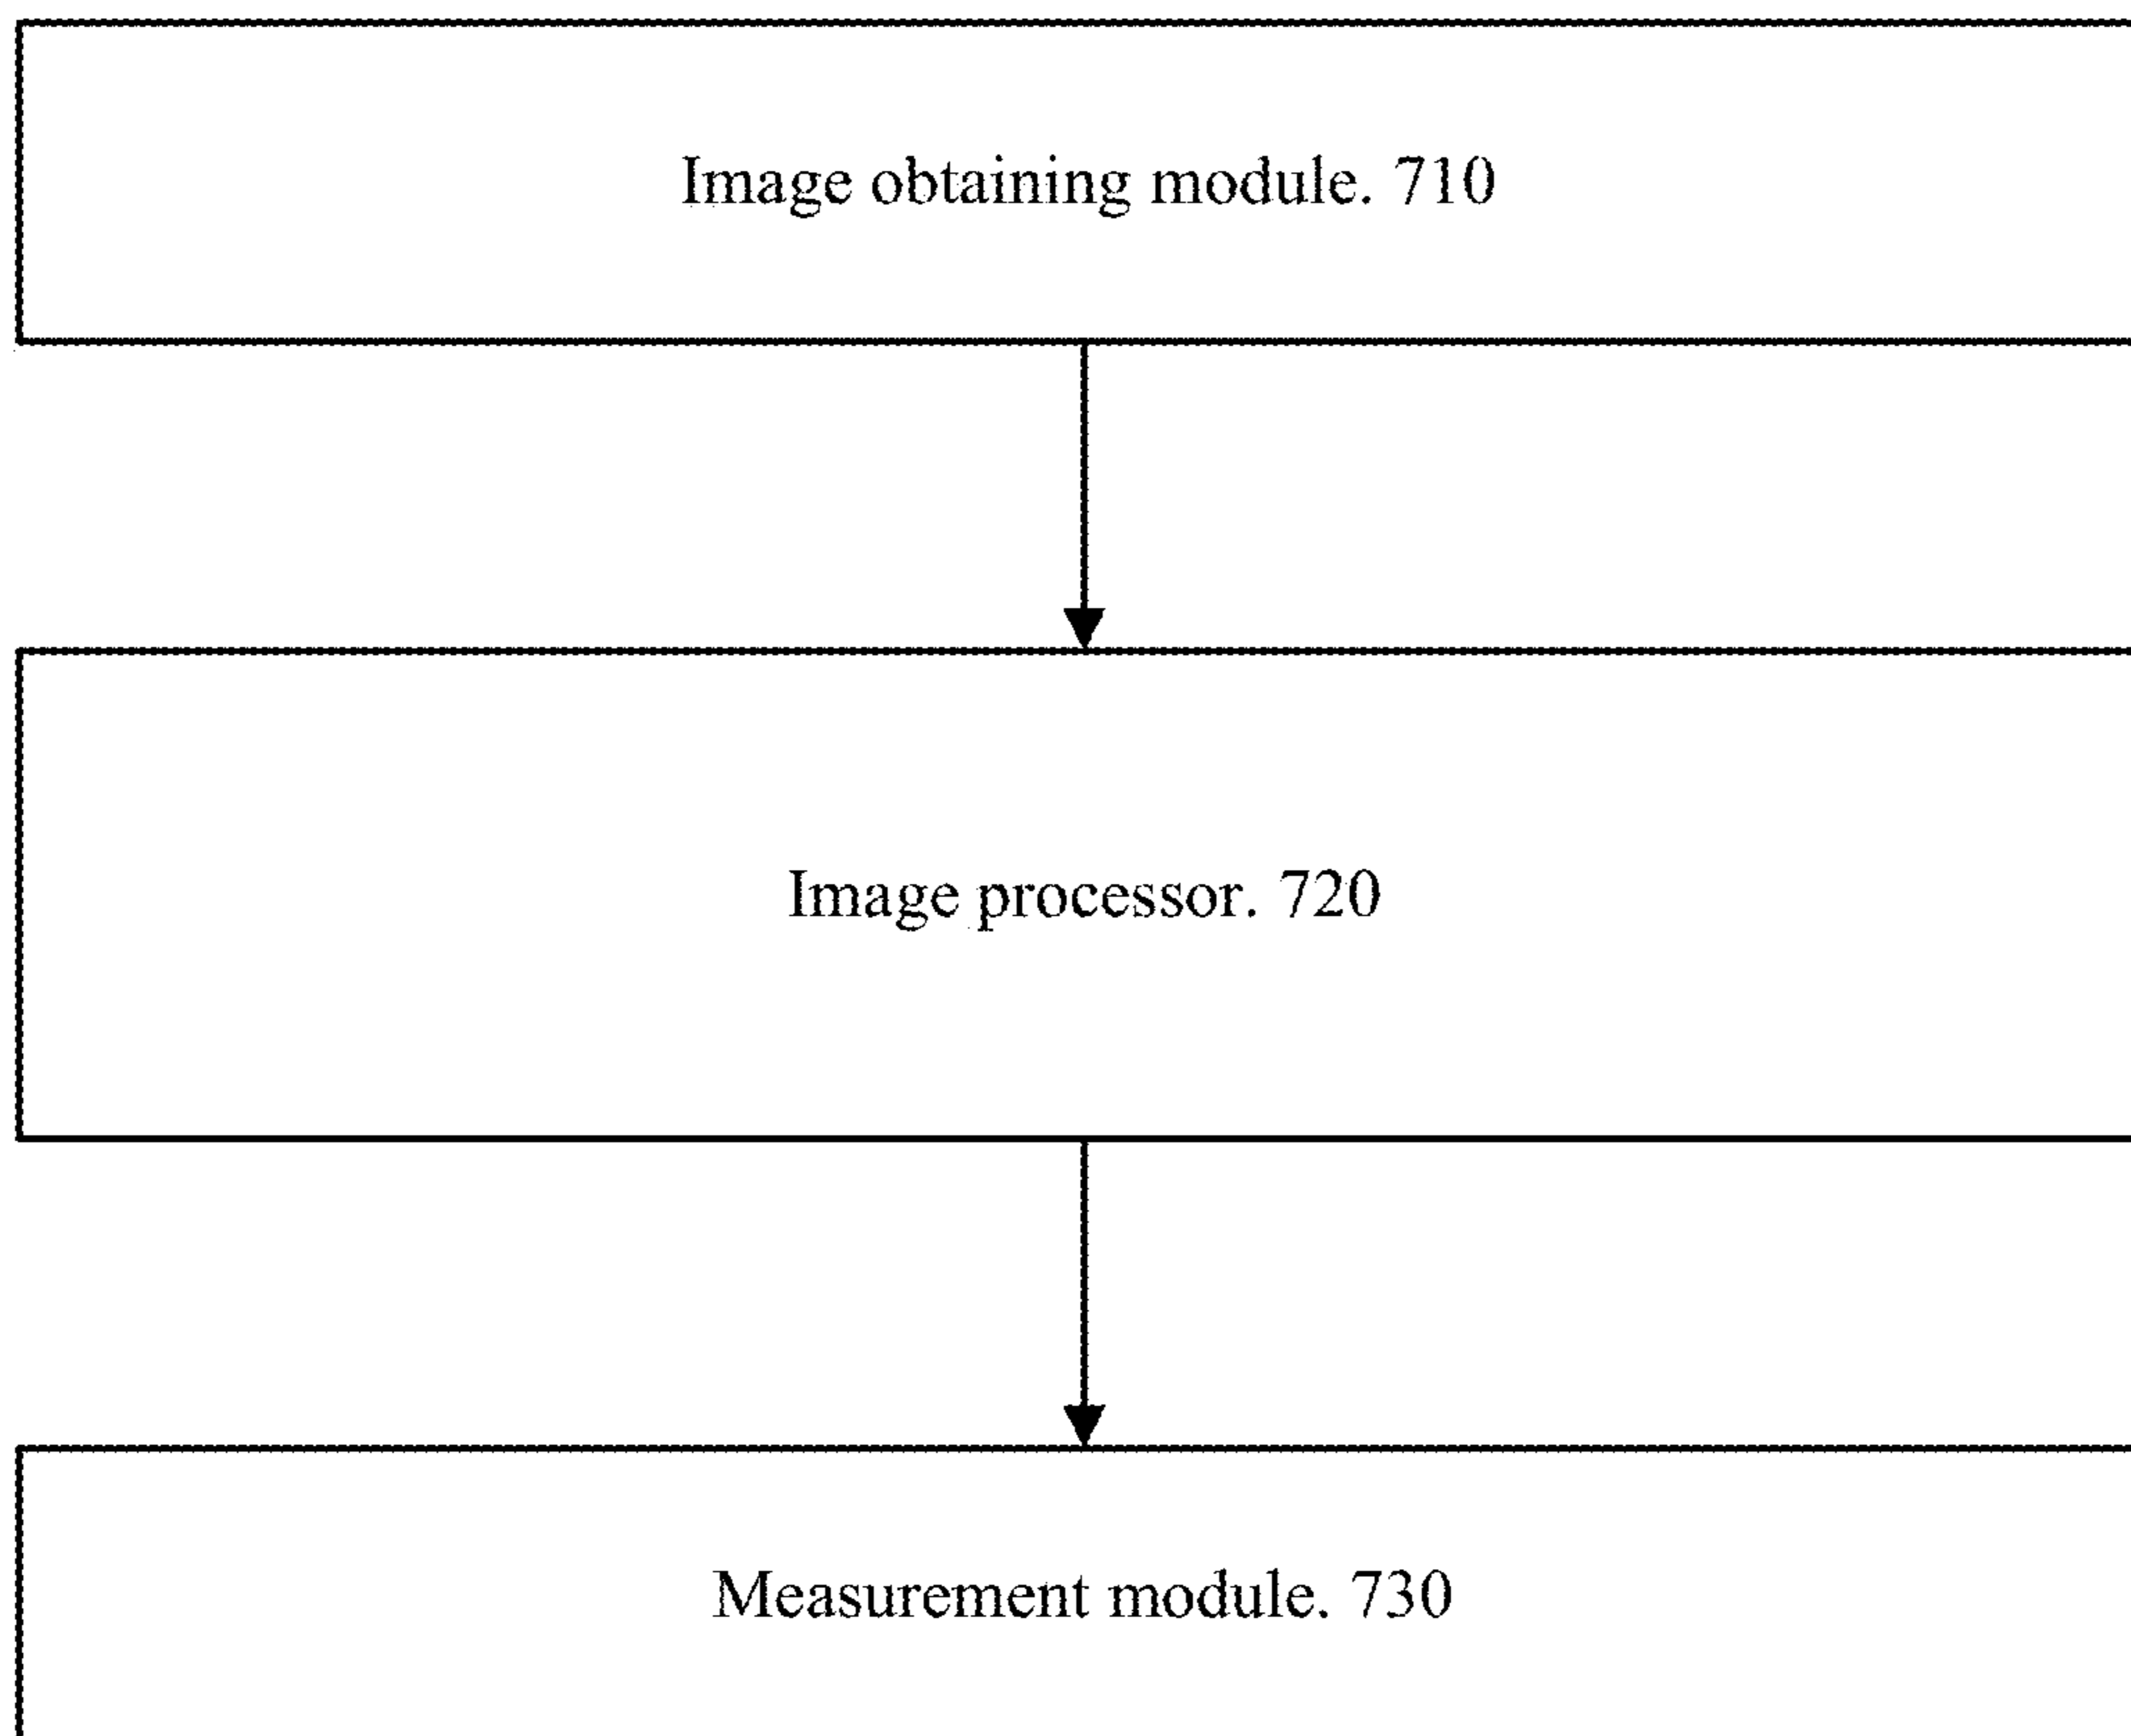 Image obtaining module. 710
Image processor. 720
Measurement module. 730